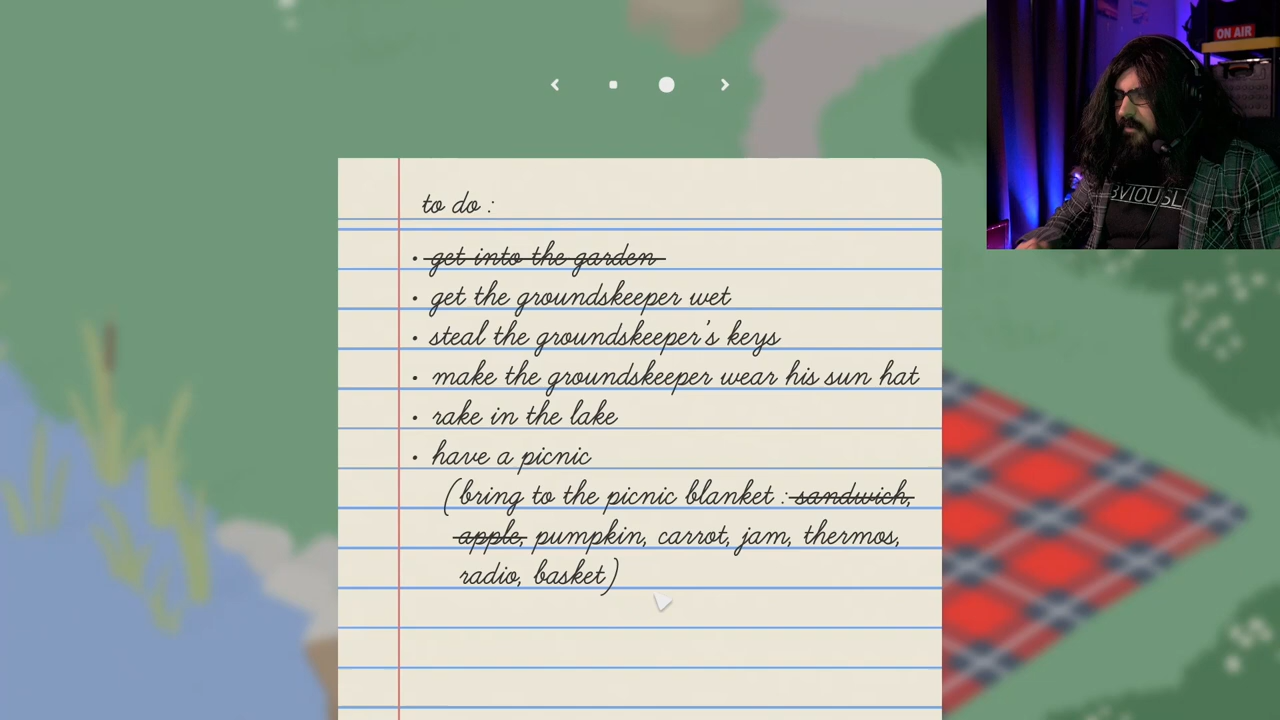 ON AIR
BVIOUSL
to do :
• get into the garden
• get the groundskeeper wet
• steal the groundskeeper's keys
• make the groundskeeper wear his sun hat
• rake in the lake
• have a picnic
(bring to the picnic blanket : sandwich,
apple, pumpkin, carrot, jam, thermos,
radio, basket)